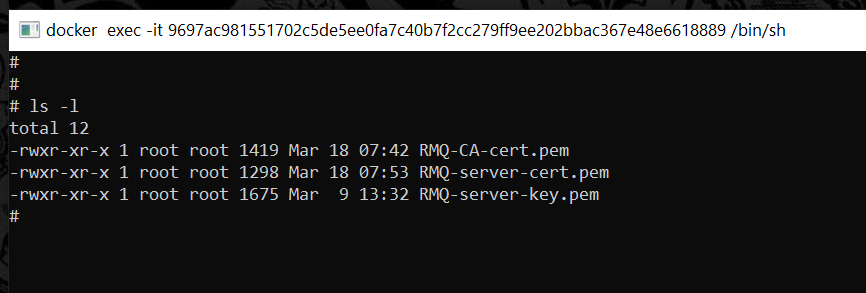 docker  exec -it 9697ac981551702c5de5ee0fa7c40b7f2cc279ff9ee202bbac367e48e6618889 /bin/sh
#
#
# ls -l
total 12
-rwxr-xr-x 1 root root 1419 Mar 18 07:42 RMQ-CA-cert.pem
-rwxr-xr-x 1 root root 1298 Mar 18 07:53 RMQ-server-cert.pem
-rwxr-xr-x 1 root root 1675 Mar  9 13:32 RMQ-server-key.pem
#